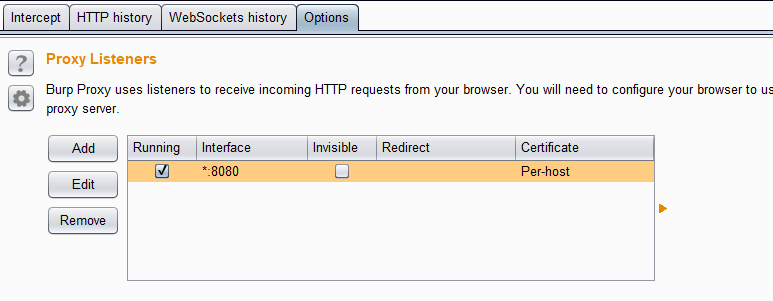 Intercept HTTP history WebSockets history Options
? Proxy Listeners
Burp Proxy uses listeners to receive incoming HTTP requests from your browser. You will need to configure your browser to us
proxy server.
Add Running Interface Invisible Redirect Certificate
*:8080 Per-host
Edit
Remove